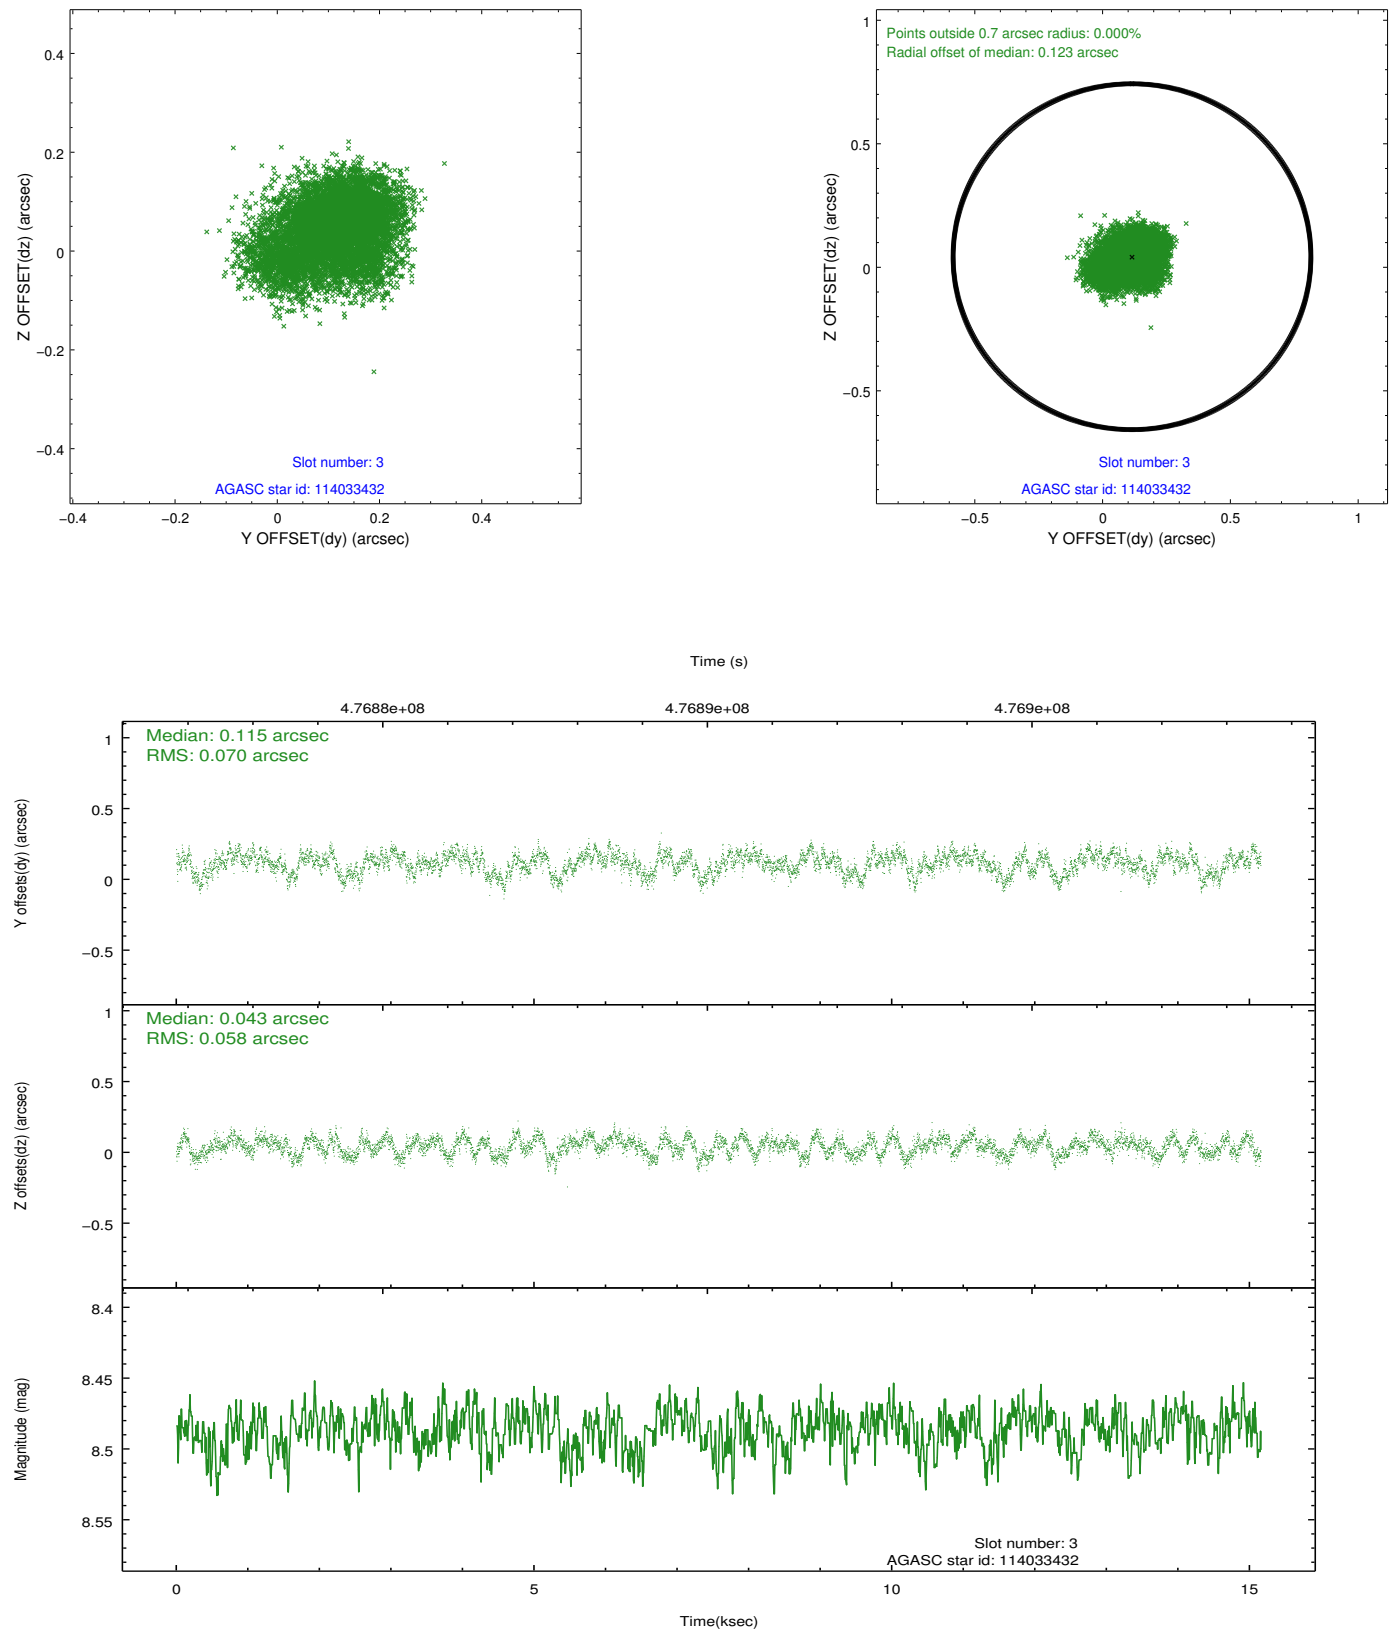 0.4
0.2
0
−0.2
−0.4
−0.4
−0.2
0
0.2
0.4
Z OFFSET(dz) (arcsec)
Y OFFSET(dy) (arcsec)
Slot number: 3
AGASC star id: 114033432
Points outside 0.7 arcsec radius: 0.000%
Radial offset of median: 0.123 arcsec
1
0.5
0
−0.5
−0.5
0
0.5
1
Z OFFSET(dz) (arcsec)
Y OFFSET(dy) (arcsec)
Slot number: 3
AGASC star id: 114033432
Time (s)
4.7688e+08
4.7689e+08
4.769e+08
Median: 0.115 arcsec
RMS: 0.070 arcsec
1
0.5
0
−0.5
Y offsets(dy) (arcsec)
Median: 0.043 arcsec
RMS: 0.058 arcsec
1
0.5
0
−0.5
Z offsets(dz) (arcsec)
8.4
8.45
8.5
8.55
Magnitude (mag)
Slot number: 3
AGASC star id: 114033432
0
5
10
15
Time(ksec)